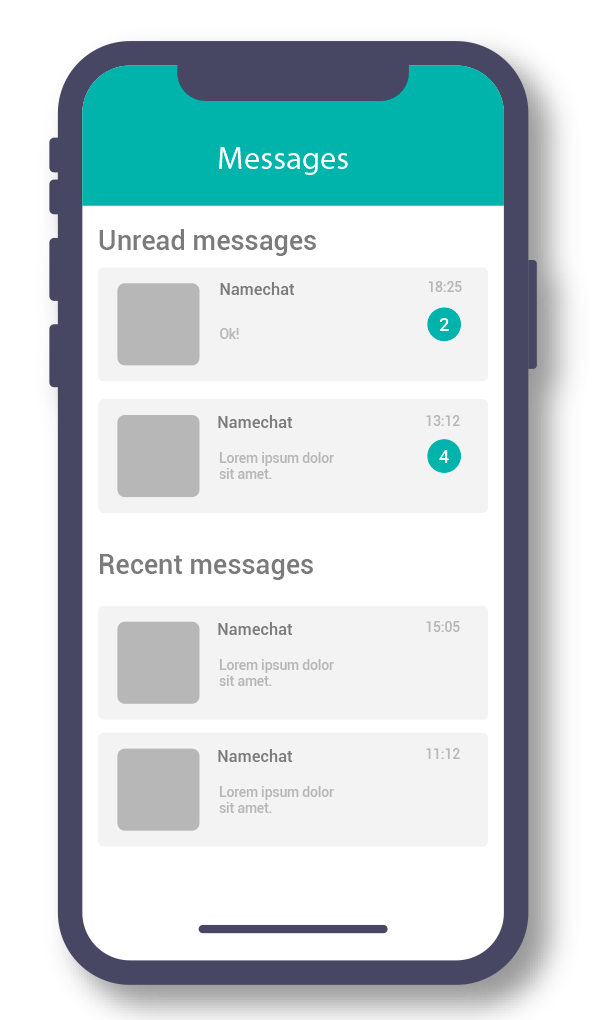 Messages
Unread messages
Namechat 18:25
Ok! 2
Namechat 13:12
Lorem ipsum dolor 4
sit amet.
Recent messages
Namechat 15:05
Lorem ipsum dolor
sit amet.
Namechat 11:12
Lorem ipsum dolor
sit amet.